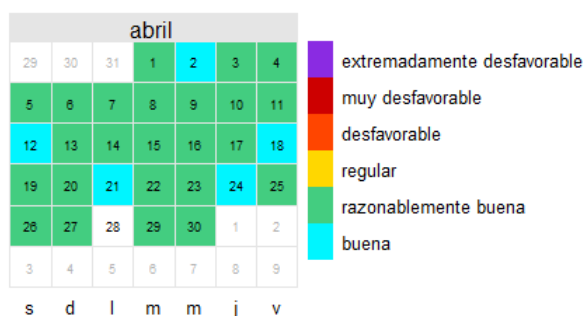 abril
29 30 31 1 2 3 4
5 6 7 8 9 10 11
12 13 14 15 16 17 18
19 20 21 22 23 24 25
26 27 28 29 30 1 2
3 4 5 6 7 8 9
s d l m m j v
extremadamente desfavorable
muy desfavorable
desfavorable
regular
razonablemente buena
buena